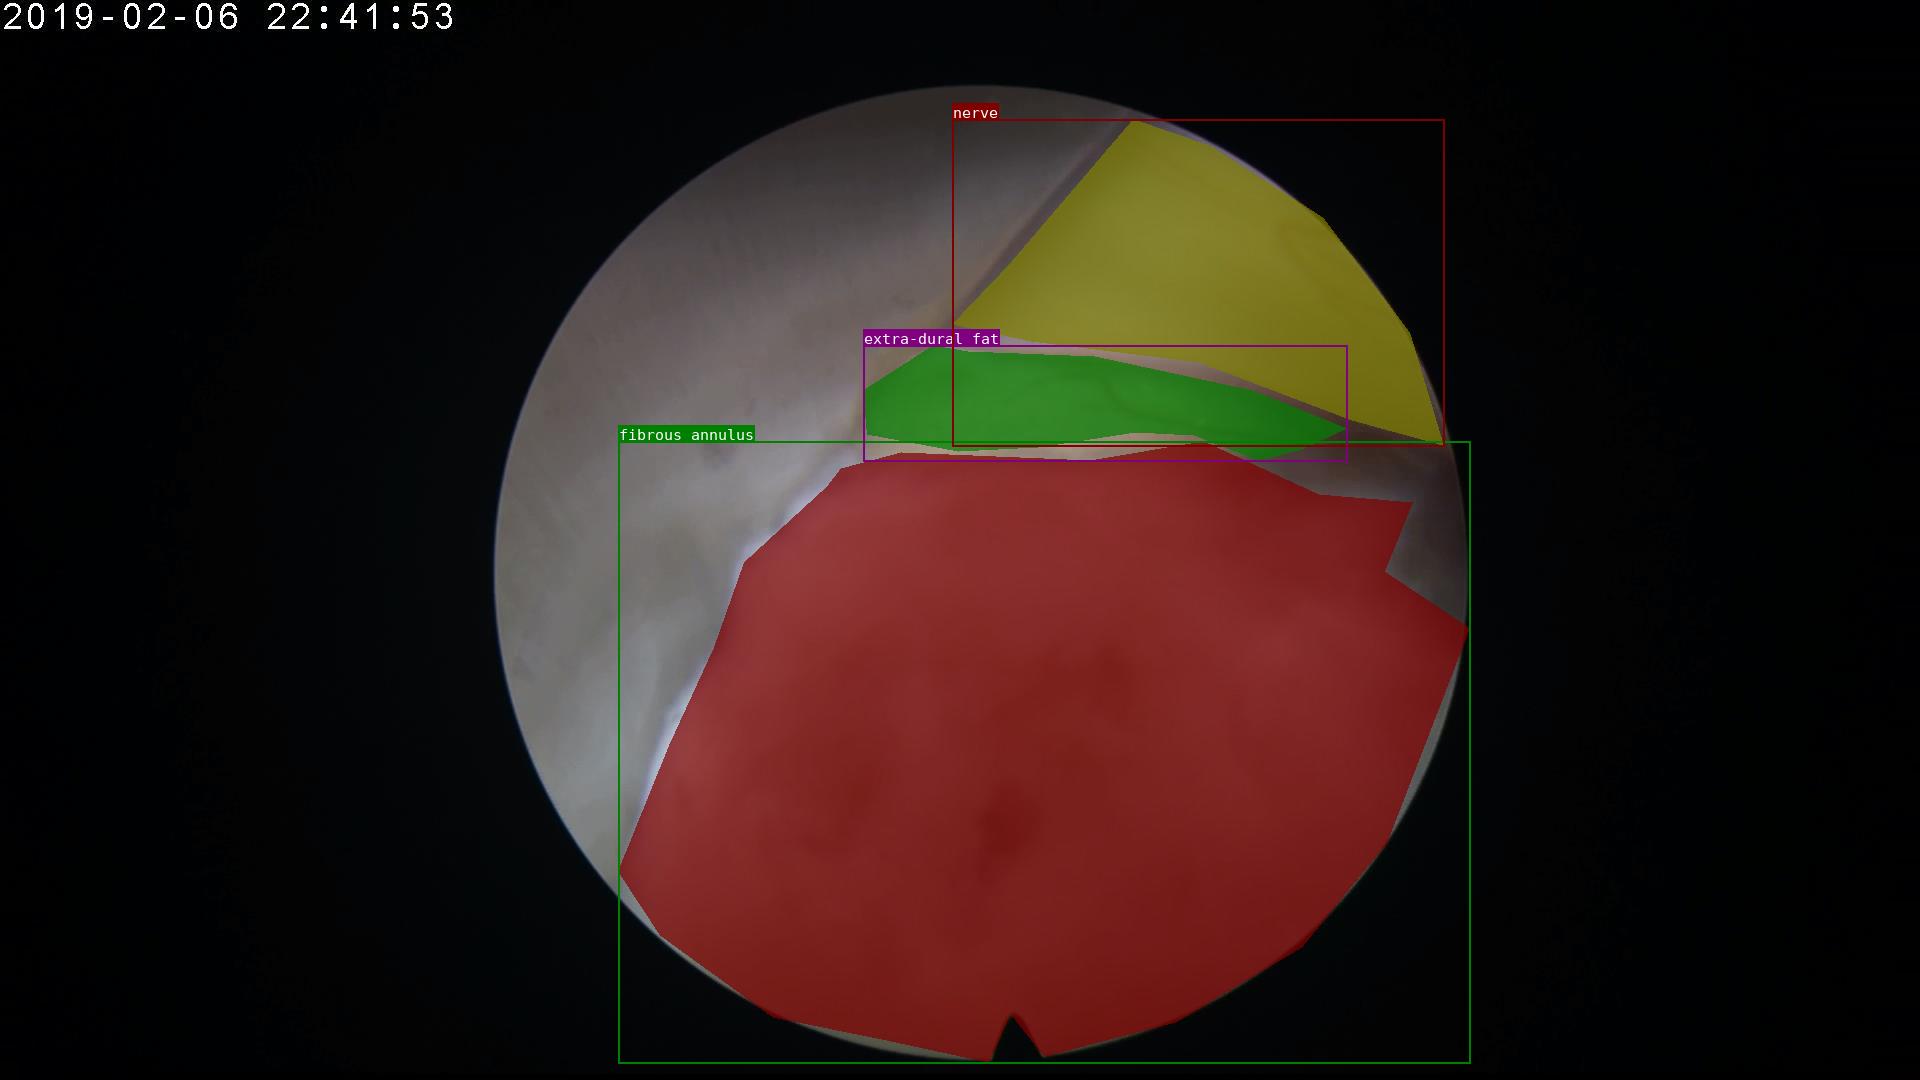 2019-02-06 22:41:53
nerve
extra-dural fat
fibrous annulus